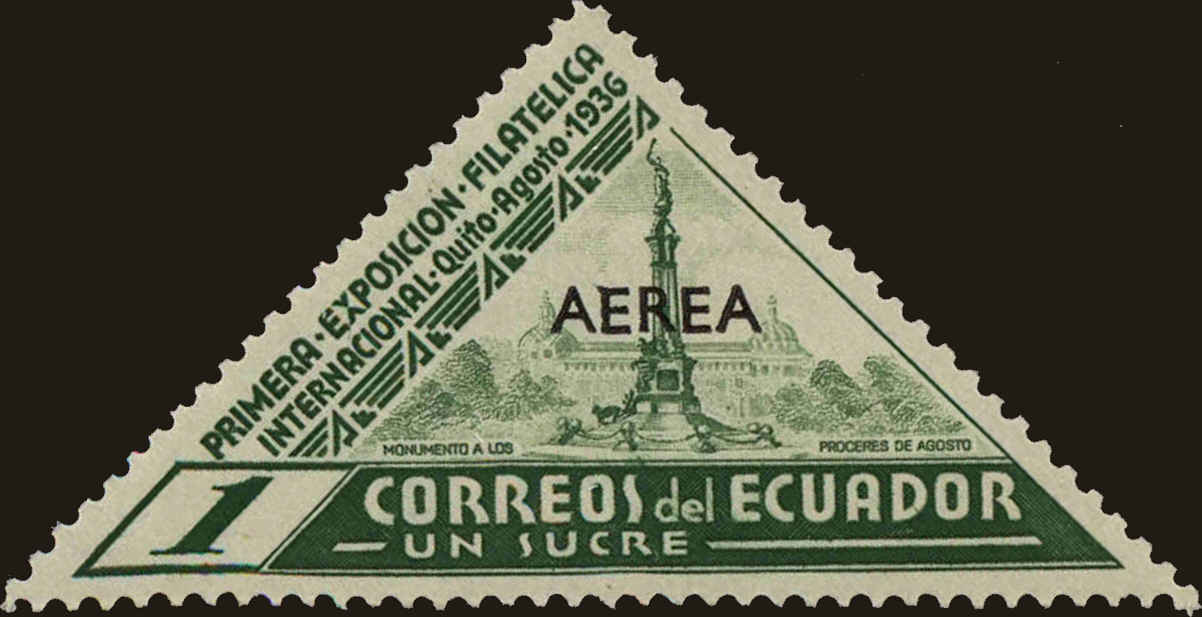 PRIMERA · EXPOSICION · FILATELICA
INTERNACIONAL · Quito · Agosto · 1936
AEREA
MONUMENTO A LOS PROCERES DE AGOSTO
1
CORREOS del ECUADOR
UN SUCRE